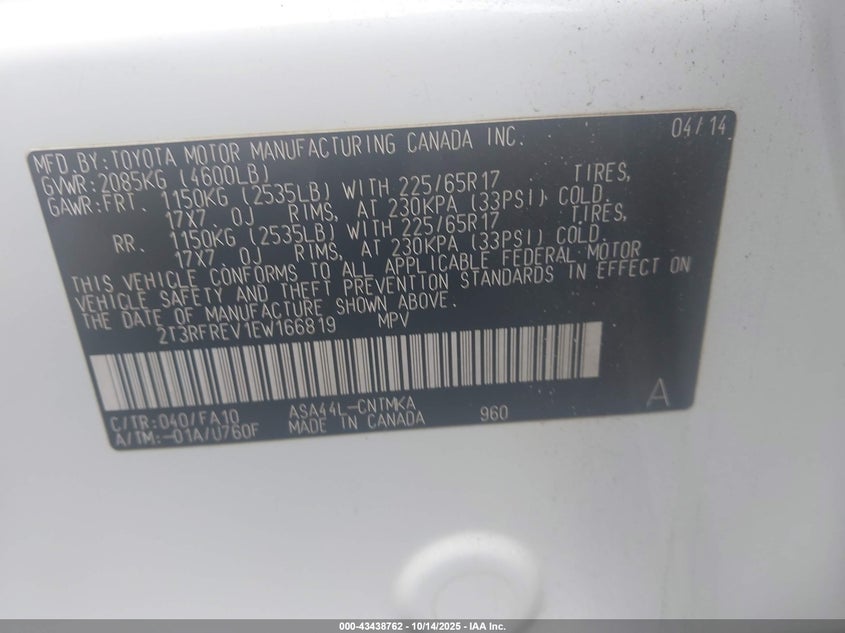 MFD.BY:TOYOTA MOTOR MANUFACTURING CANADA INC. 04/14
GVWR:2085KG (4600LB)
GAWR:FRT. 1150KG (2535LB) WITH 225/65R17 TIRES,
17X7 0J RIMS, AT 230KPA (33PSI) COLD.
RR. 1150KG (2535LB) WITH 225/65R17 TIRES,
17X7 0J RIMS, AT 230KPA (33PSI) COLD.
THIS VEHICLE CONFORMS TO ALL APPLICABLE FEDERAL MOTOR
VEHICLE SAFETY AND THEFT PREVENTION STANDARDS IN EFFECT ON
THE DATE OF MANUFACTURE SHOWN ABOVE.
2T3RFREV1EW166819 MPV
C/TR:040/FA10 ASA44L-CNTMKA A
A/TM:-01A/U760F MADE IN CANADA 960
000-43438762 - 10/14/2025 - IAA Inc.